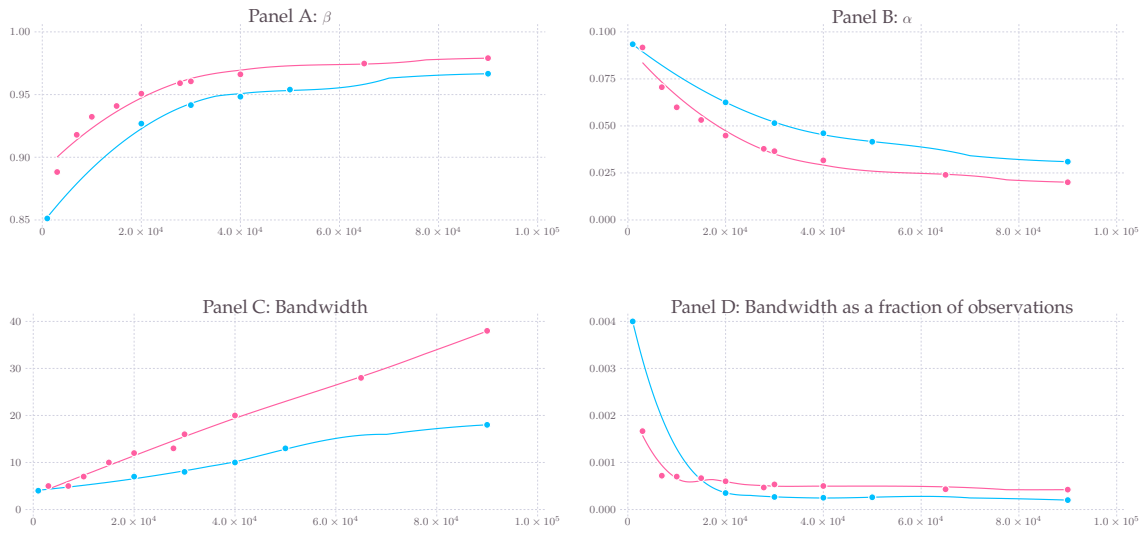 Panel A: β
1.00
0.95
0.90
0.85
0 2.0 × 10⁴ 4.0 × 10⁴ 6.0 × 10⁴ 8.0 × 10⁴ 1.0 × 10⁵
Panel B: α
0.100
0.075
0.050
0.025
0.000
0 2.0 × 10⁴ 4.0 × 10⁴ 6.0 × 10⁴ 8.0 × 10⁴ 1.0 × 10⁵
Panel C: Bandwidth
40
30
20
10
0
0 2.0 × 10⁴ 4.0 × 10⁴ 6.0 × 10⁴ 8.0 × 10⁴ 1.0 × 10⁵
Panel D: Bandwidth as a fraction of observations
0.004
0.003
0.002
0.001
0.000
0 2.0 × 10⁴ 4.0 × 10⁴ 6.0 × 10⁴ 8.0 × 10⁴ 1.0 × 10⁵